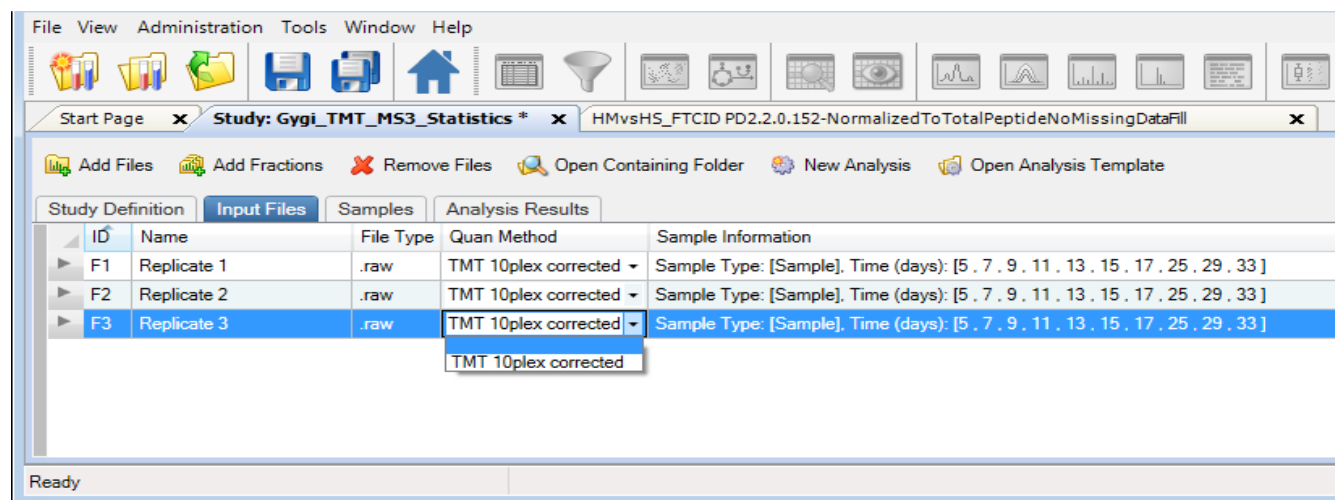 File View Administration Tools Window Help
Start Page x Study: Gygi_TMT_MS3_Statistics * x HMvsHS_FTCID PD2.2.0.152-NormalizedToTotalPeptideNoMissingDataFill x
Add Files Add Fractions Remove Files Open Containing Folder New Analysis Open Analysis Template
Study Definition Input Files Samples Analysis Results
ID Name File Type Quan Method Sample Information
F1 Replicate 1 .raw TMT 10plex corrected Sample Type: [Sample], Time (days): [5 , 7 , 9 , 11 , 13 , 15 , 17 , 25 , 29 , 33 ]
F2 Replicate 2 .raw TMT 10plex corrected Sample Type: [Sample], Time (days): [5 , 7 , 9 , 11 , 13 , 15 , 17 , 25 , 29 , 33 ]
F3 Replicate 3 .raw TMT 10plex corrected Sample Type: [Sample], Time (days): [5 , 7 , 9 , 11 , 13 , 15 , 17 , 25 , 29 , 33 ]
TMT 10plex corrected
Ready